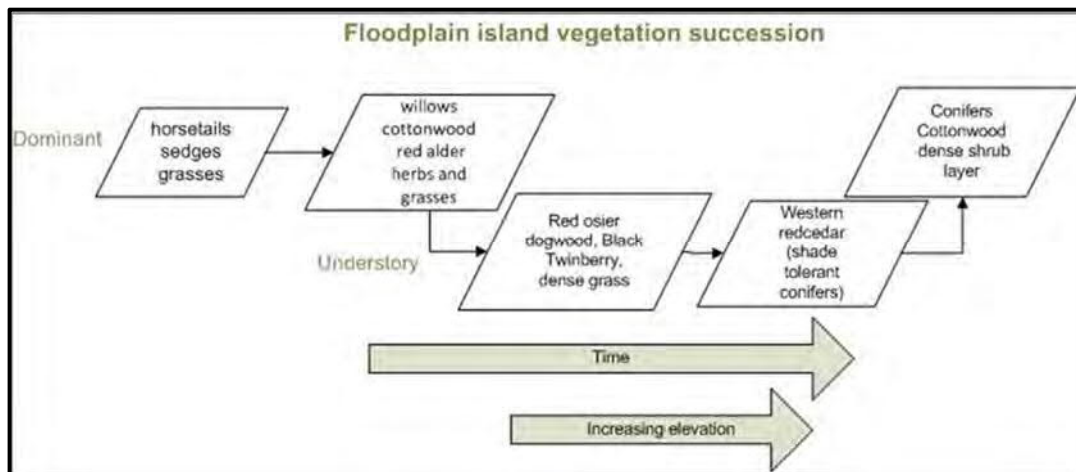 Floodplain island vegetation succession
Dominant
horsetails
sedges
grasses
willows
cottonwood
red alder
herbs and
grasses
Understory
Red osier
dogwood, Black
Twinberry,
dense grass
Western
redcedar
(shade
tolerant
conifers)
Conifers
Cottonwood
dense shrub
layer
Time
Increasing elevation